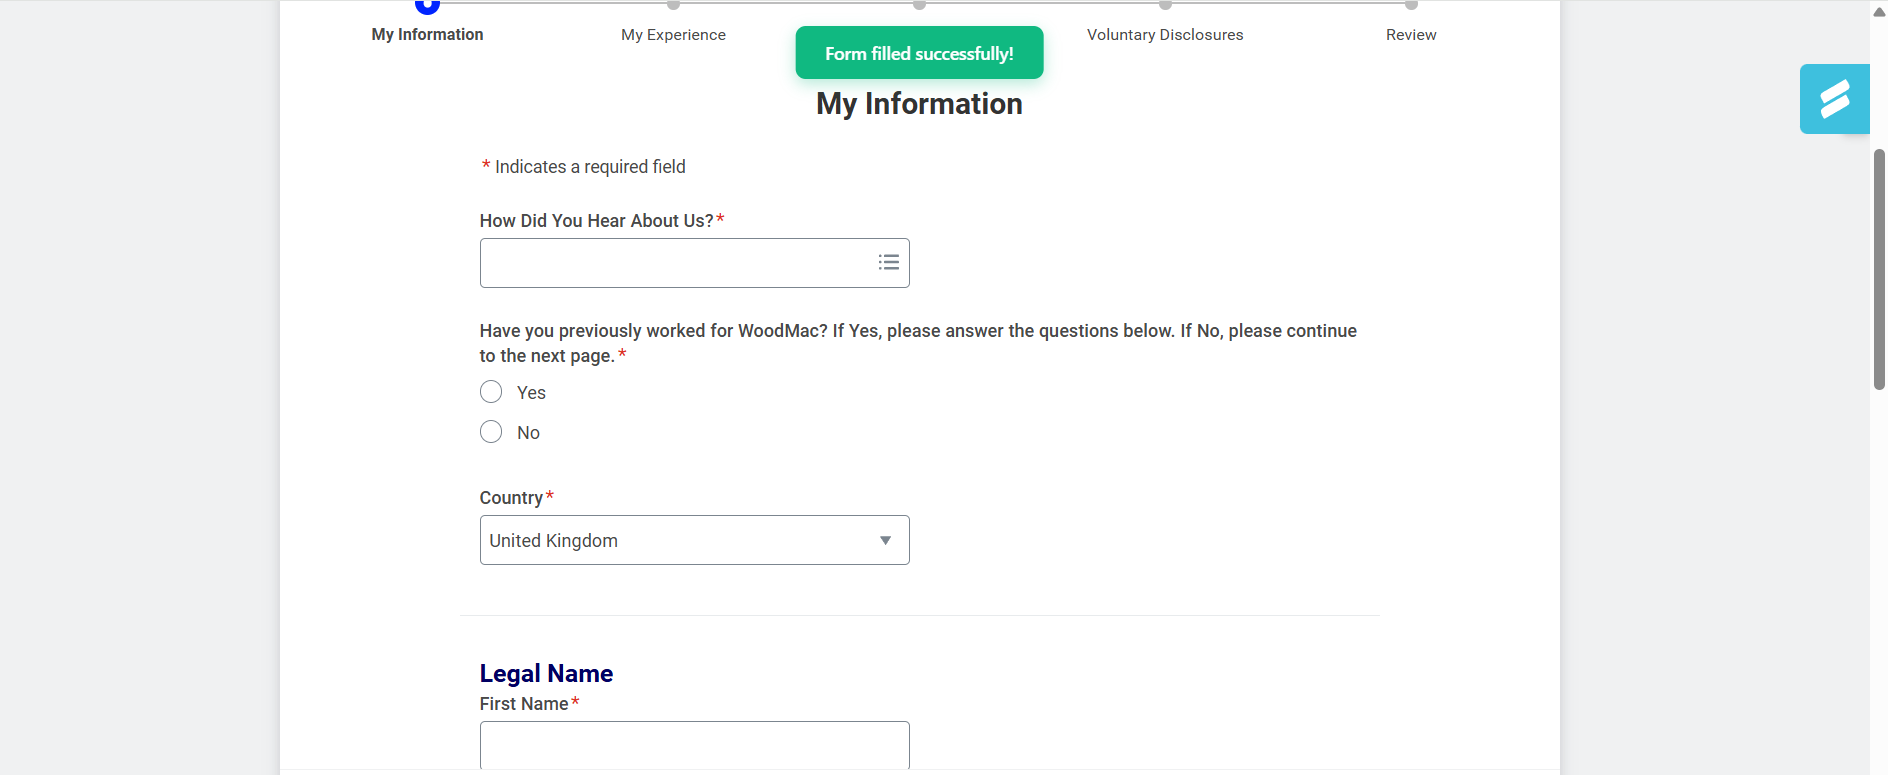 My Information
My Experience
Voluntary Disclosures
Review
Form filled successfully!
My Information
* Indicates a required field
How Did You Hear About Us?*
Have you previously worked for WoodMac? If Yes, please answer the questions below. If No, please continue
to the next page.*
Yes
No
Country*
United Kingdom
Legal Name
First Name*